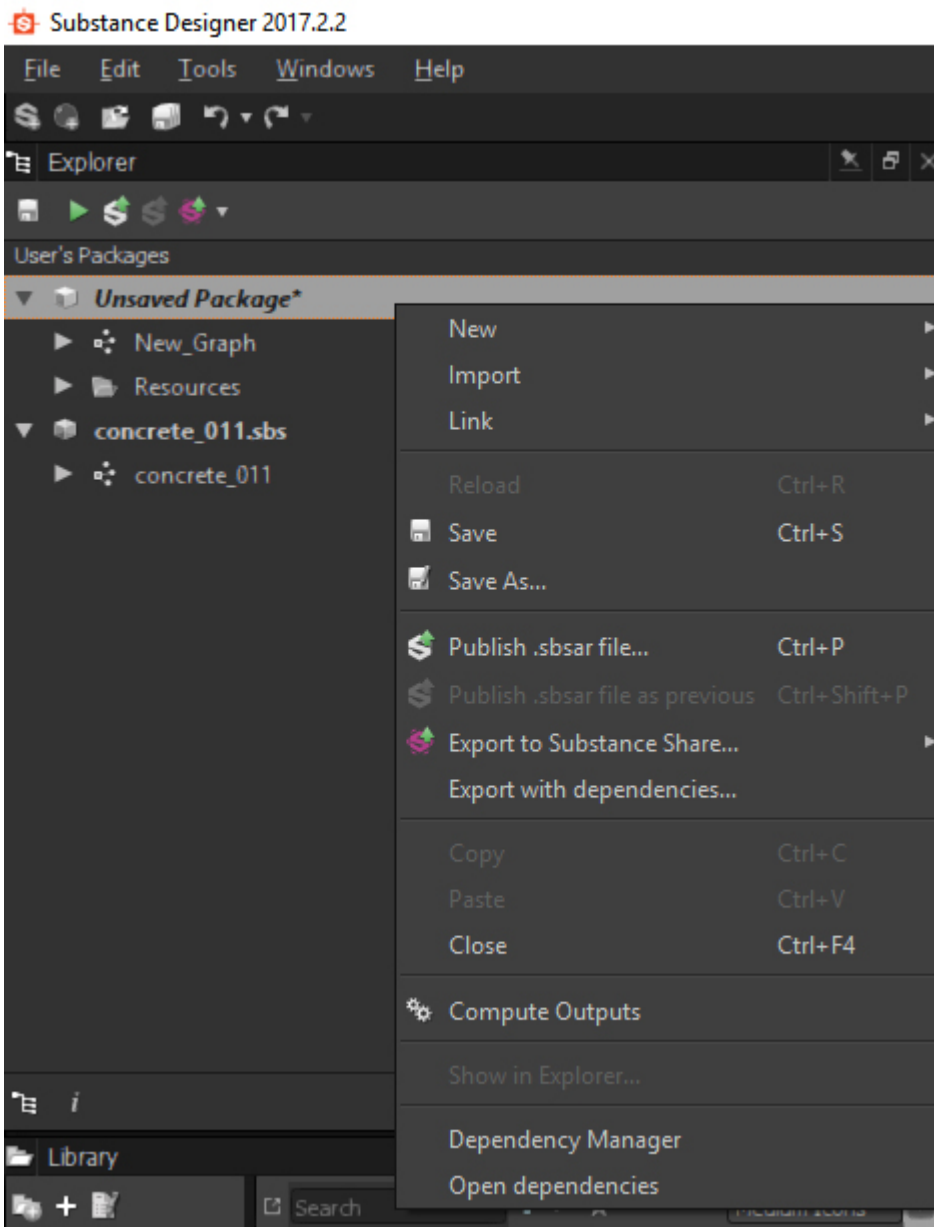 Substance Designer 2017.2.2
File Edit Tools Windows Help
Explorer
User's Packages
Unsaved Package*
New_Graph
Resources
concrete_011.sbs
concrete_011
New
Import
Link
Reload Ctrl+R
Save Ctrl+S
Save As...
Publish .sbsar file... Ctrl+P
Publish .sbsar file as previous Ctrl+Shift+P
Export to Substance Share...
Export with dependencies...
Copy Ctrl+C
Paste Ctrl+V
Close Ctrl+F4
Compute Outputs
Show in Explorer...
Dependency Manager
Open dependencies
Library
Search Medium Icons